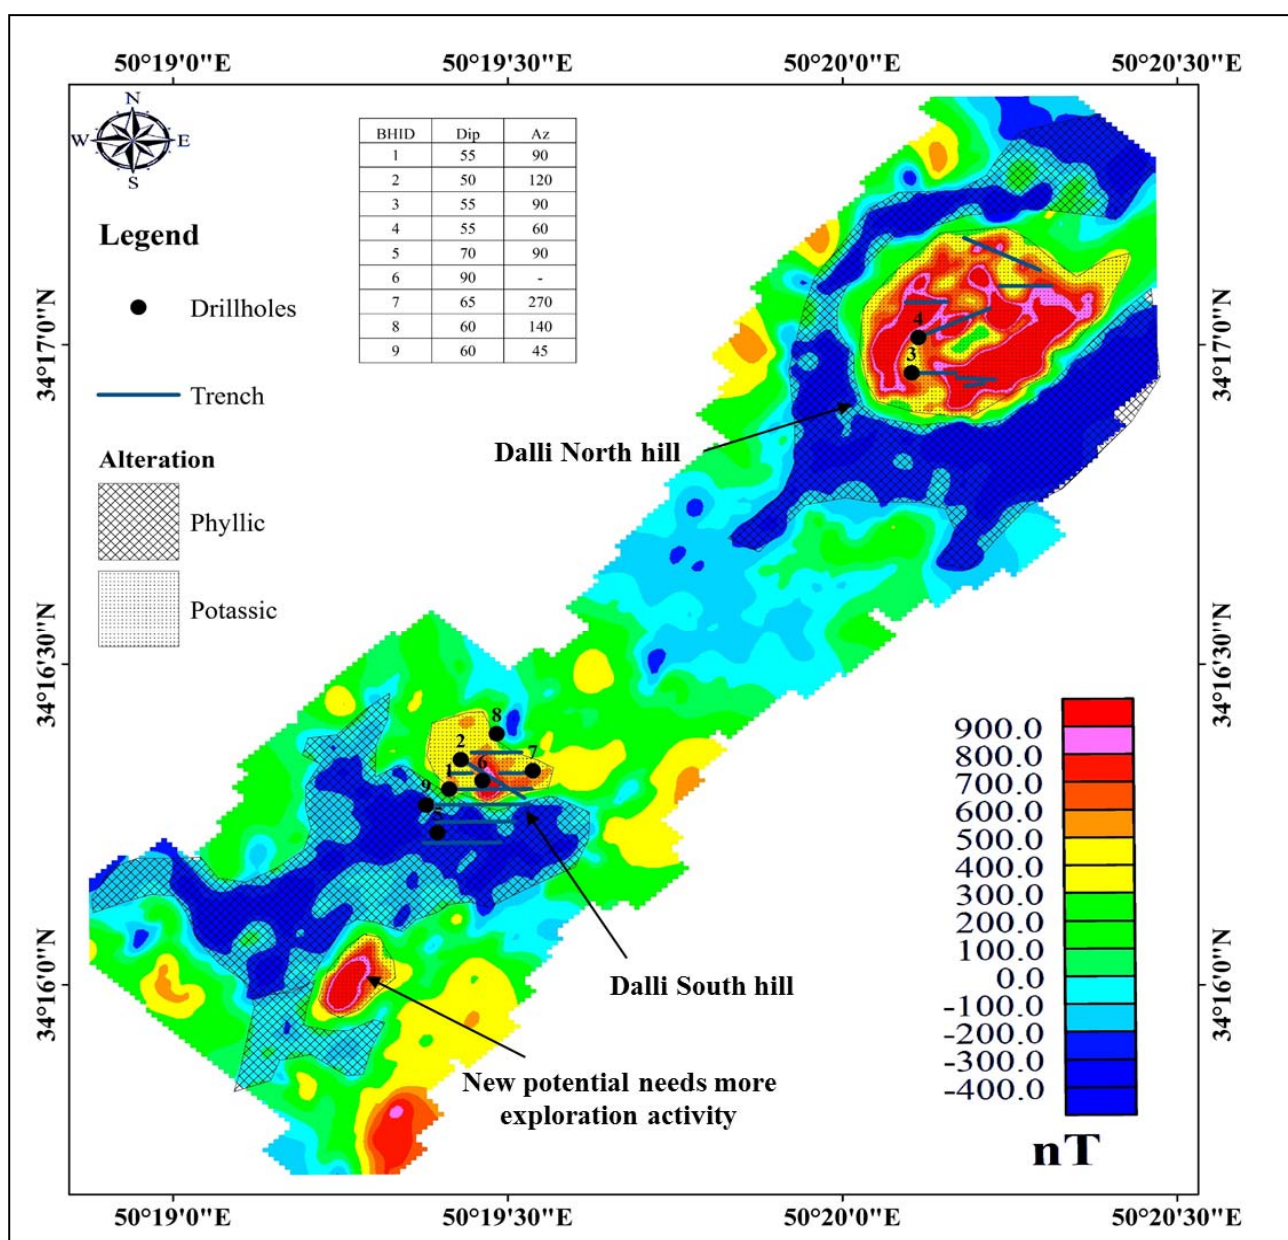 50°19'0"E 50°19'30"E 50°20'0"E 50°20'30"E
N
W E
S
BHID Dip Az
1 55 90
2 50 120
3 55 90
4 55 60
5 70 90
6 90 -
7 65 270
8 60 140
9 60 45
Legend
Drillholes
Trench
Alteration
Phyllic
Potassic
34°17'0"N
34°16'30"N
34°16'0"N
34°17'0"N
34°16'30"N
34°16'0"N
4
3
Dalli North hill
8
2
7
6
1
9
5
Dalli South hill
New potential needs more
exploration activity
900.0
800.0
700.0
600.0
500.0
400.0
300.0
200.0
100.0
0.0
-100.0
-200.0
-300.0
-400.0
nT
50°19'0"E 50°19'30"E 50°20'0"E 50°20'30"E